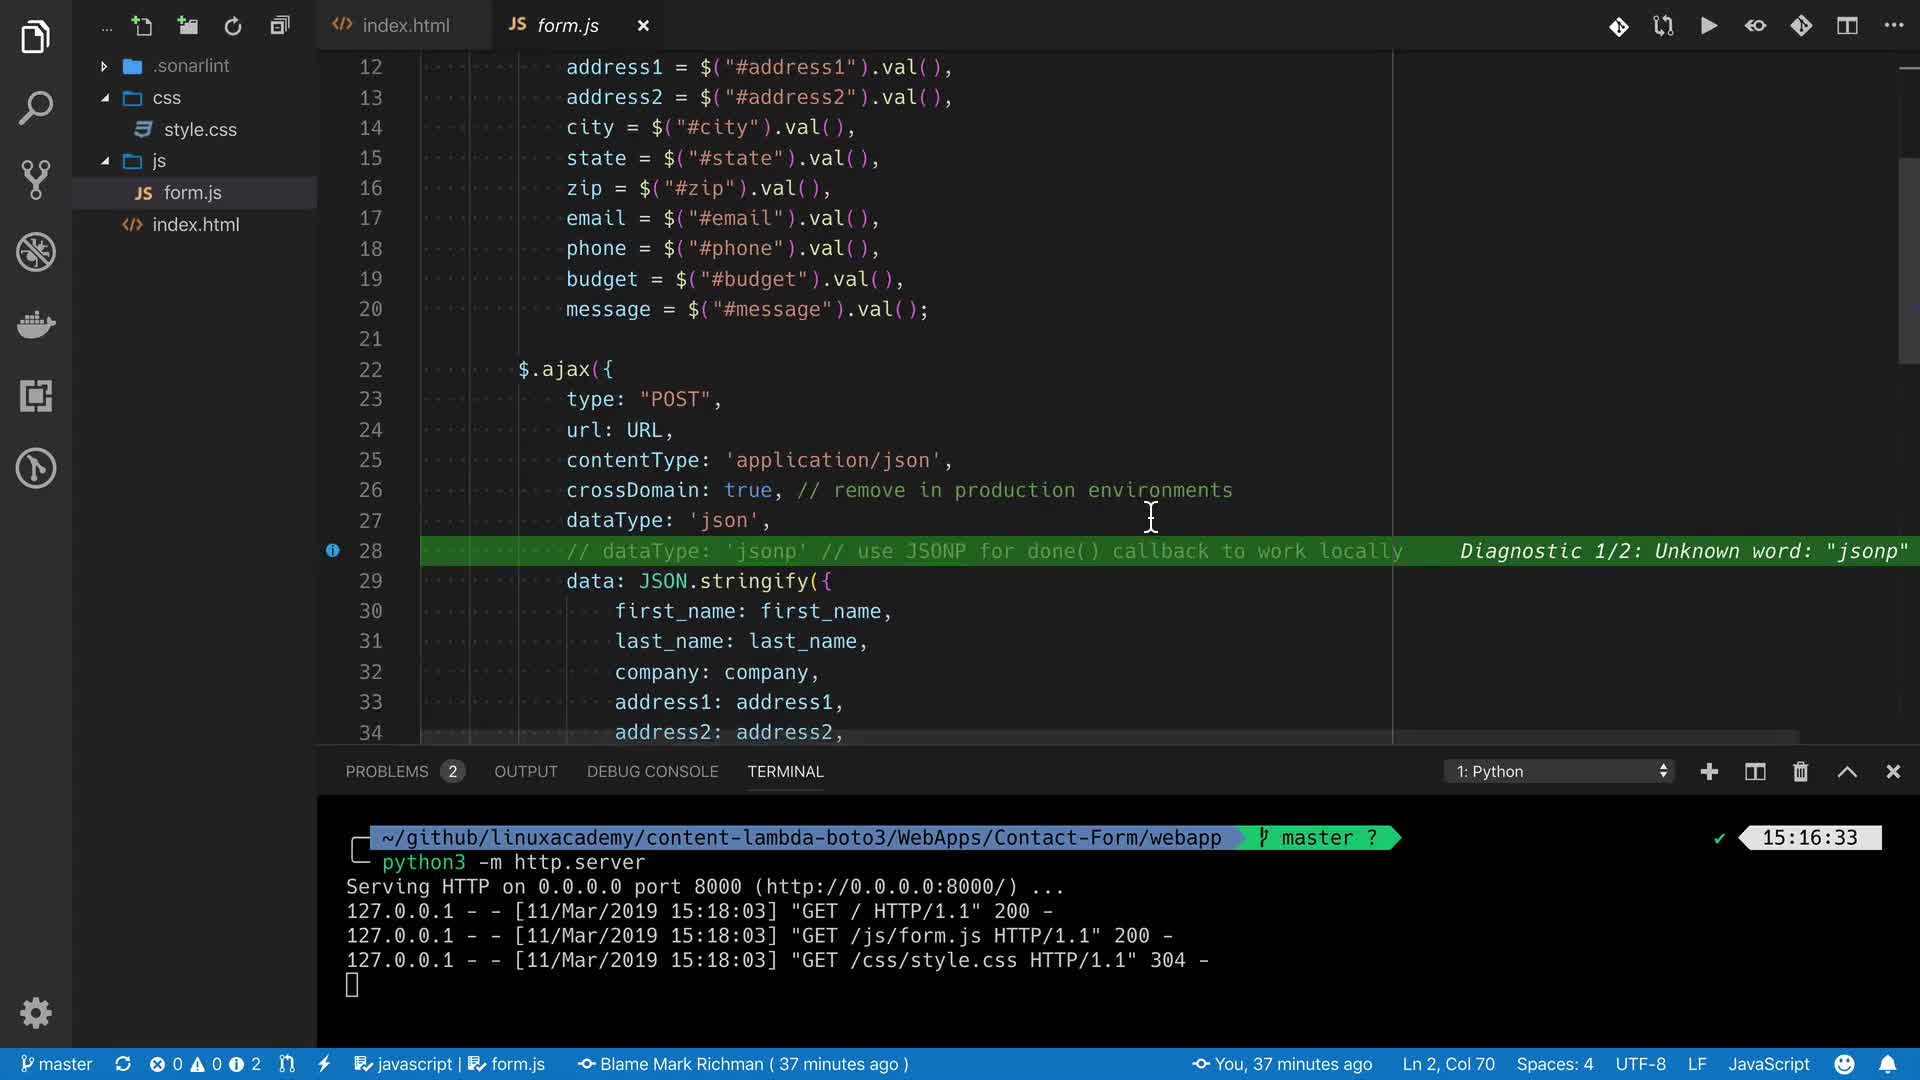 ...
index.html
JS form.js
.sonarlint
css
style.css
js
JS form.js
index.html
12 address1 = $("#address1").val(),
13 address2 = $("#address2").val(),
14 city = $("#city").val(),
15 state = $("#state").val(),
16 zip = $("#zip").val(),
17 email = $("#email").val(),
18 phone = $("#phone").val(),
19 budget = $("#budget").val(),
20 message = $("#message").val();
21
22 $.ajax({
23 type: "POST",
24 url: URL,
25 contentType: 'application/json',
26 crossDomain: true, // remove in production environments
27 dataType: 'json',
28 // dataType: 'jsonp' // use JSONP for done() callback to work locally Diagnostic 1/2: Unknown word: "jsonp"
29 data: JSON.stringify({
30 first_name: first_name,
31 last_name: last_name,
32 company: company,
33 address1: address1,
34 address2: address2,
PROBLEMS 2 OUTPUT DEBUG CONSOLE TERMINAL 1: Python
~/github/linuxacademy/content-lambda-boto3/WebApps/Contact-Form/webapp master ? ✔ 15:16:33
python3 -m http.server
Serving HTTP on 0.0.0.0 port 8000 (http://0.0.0.0:8000/) ...
127.0.0.1 - - [11/Mar/2019 15:18:03] "GET / HTTP/1.1" 200 -
127.0.0.1 - - [11/Mar/2019 15:18:03] "GET /js/form.js HTTP/1.1" 200 -
127.0.0.1 - - [11/Mar/2019 15:18:03] "GET /css/style.css HTTP/1.1" 304 -
master 0 0 2 javascript | form.js Blame Mark Richman ( 37 minutes ago ) You, 37 minutes ago Ln 2, Col 70 Spaces: 4 UTF-8 LF JavaScript